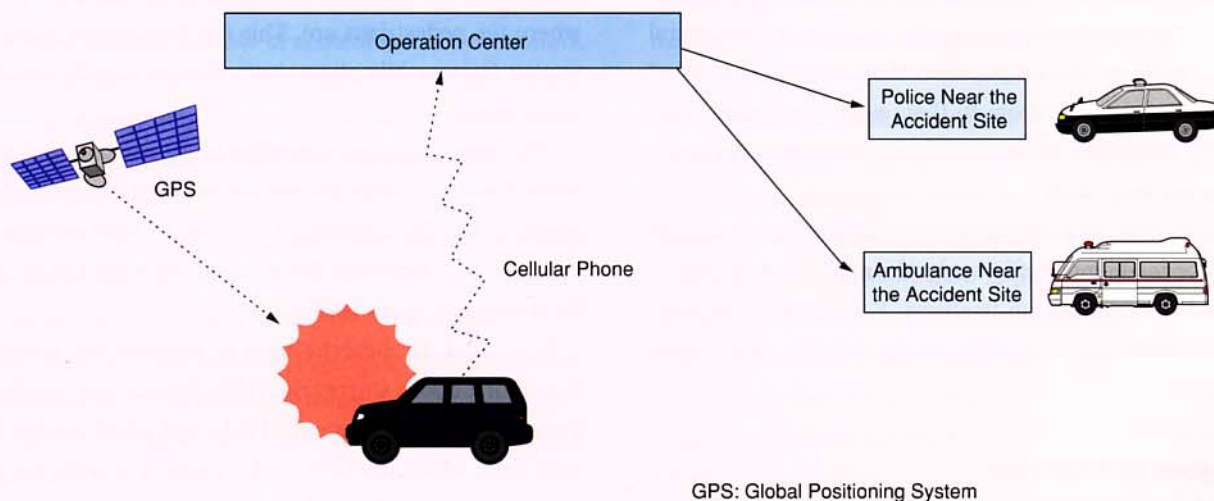 Operation Center
Police Near the
Accident Site
GPS
Cellular Phone
Ambulance Near
the Accident Site
GPS: Global Positioning System